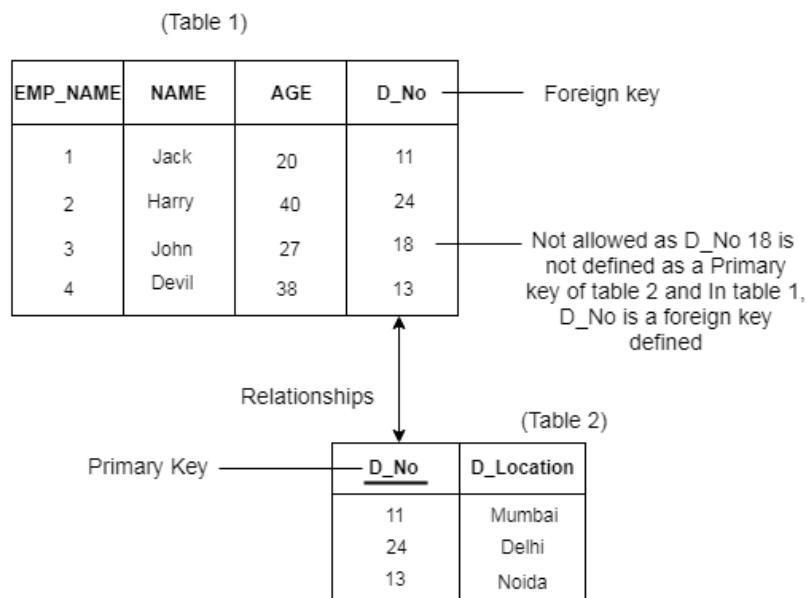 (Table 1)
EMP_NAME NAME AGE D_No Foreign key
1 Jack 20 11
2 Harry 40 24
3 John 27 18
4 Devil 38 13
Not allowed as D_No 18 is
not defined as a Primary
key of table 2 and In table 1,
D_No is a foreign key
defined
Relationships
(Table 2)
Primary Key D_No D_Location
11 Mumbai
24 Delhi
13 Noida